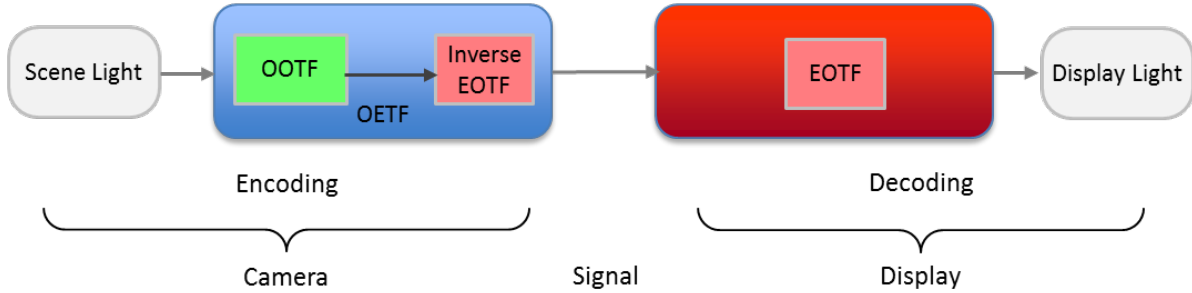 Scene Light
OOTF
Inverse
EOTF
OETF
EOTF
Display Light
Encoding
Decoding
Camera
Signal
Display